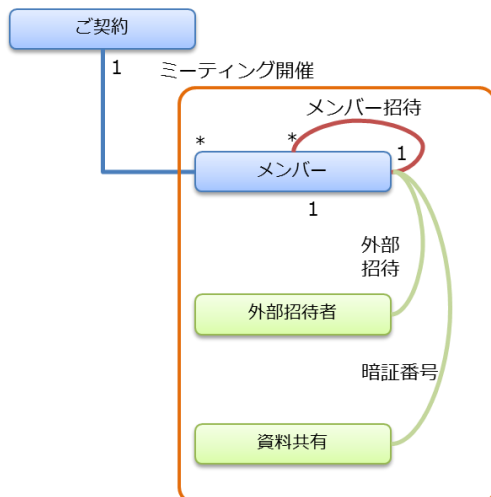 ご契約
1
ミーティング開催
メンバー招待
*
*
1
メンバー
1
外部
招待
外部招待者
暗証番号
資料共有